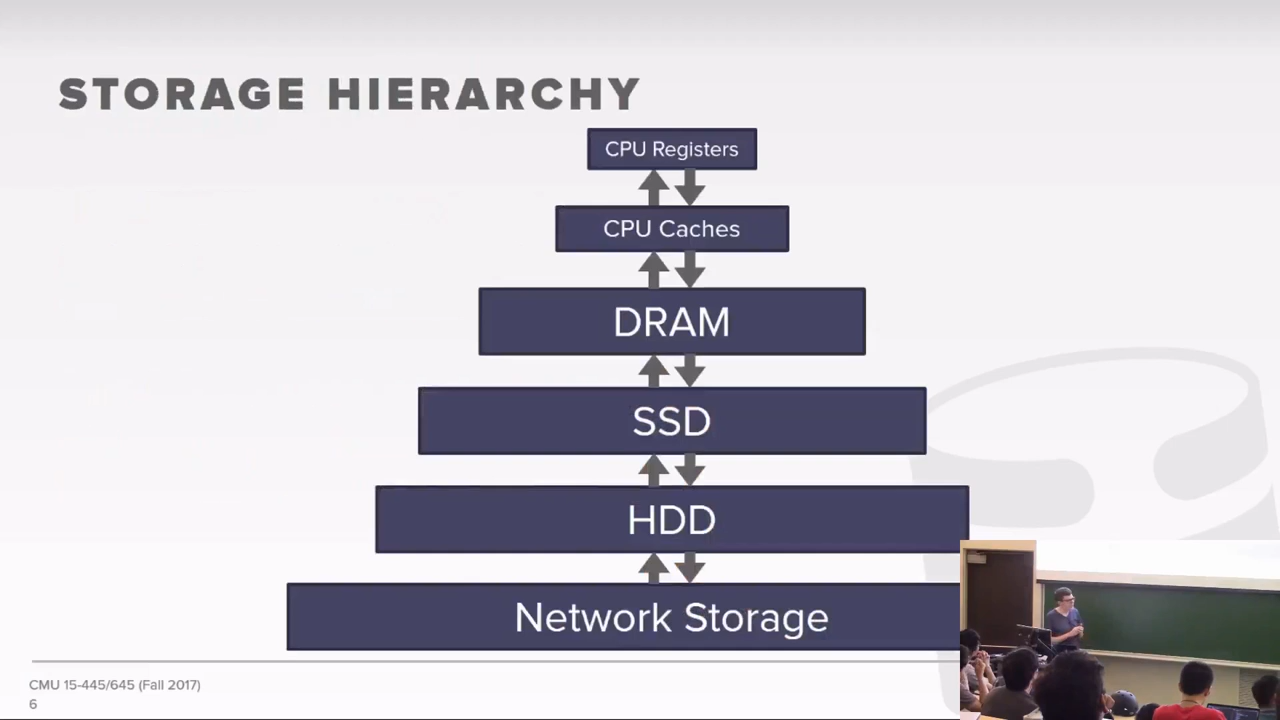 STORAGE HIERARCHY
CPU Registers
CPU Caches
DRAM
SSD
HDD
Network Storage
CMU 15-445/645 (Fall 2017)
6